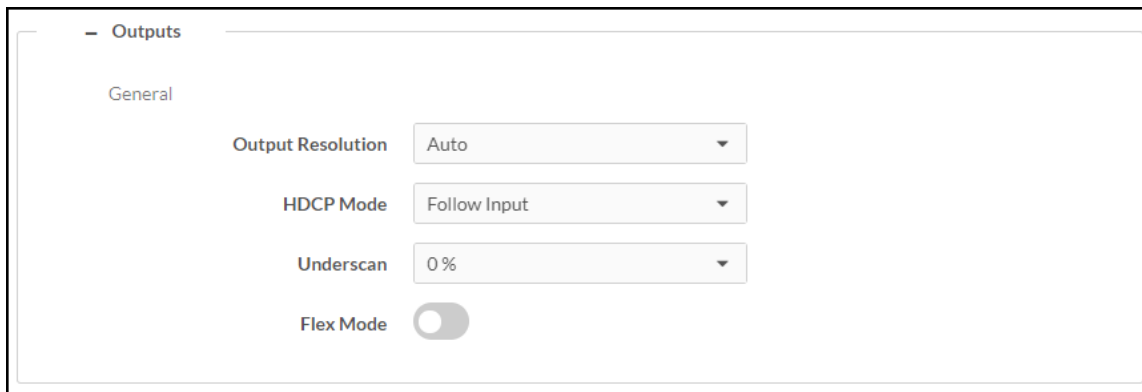 – Outputs
General
Output Resolution Auto
HDCP Mode Follow Input
Underscan 0 %
Flex Mode